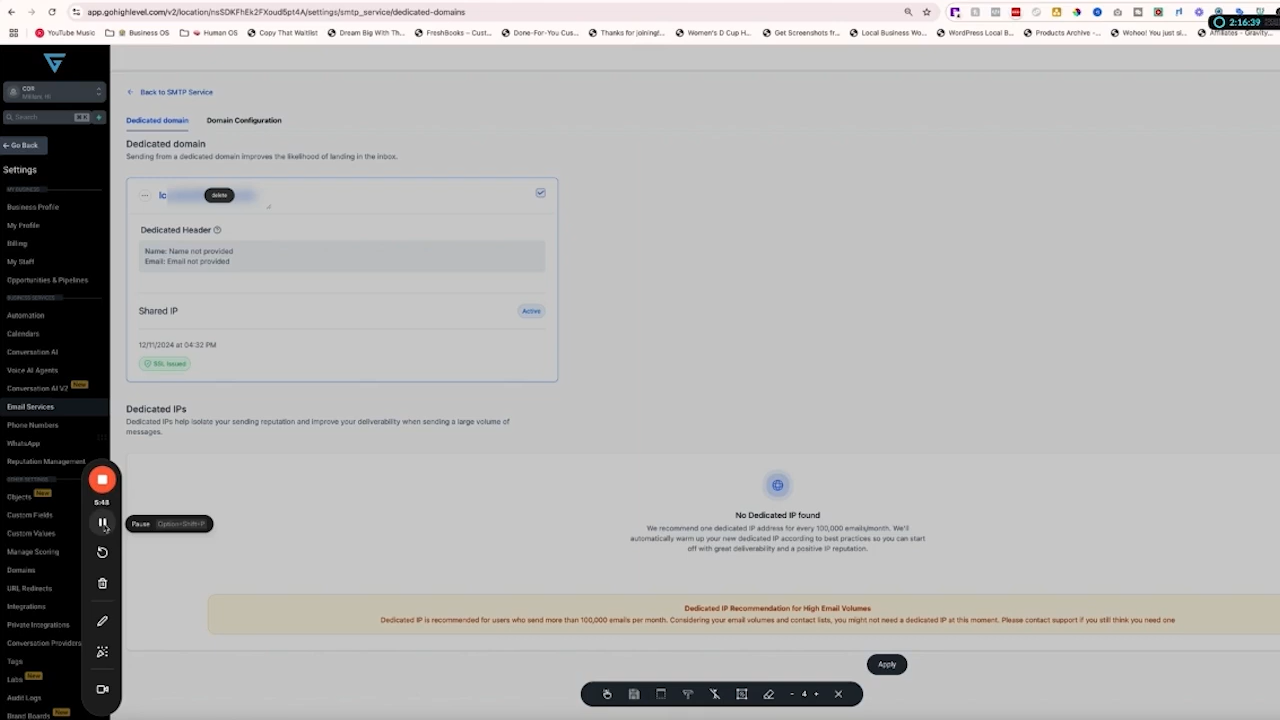 app.gohighlevel.com/v2/location/nsSDKFhEk2FXoud5pt4A/settings/smtp_service/dedicated-domains
2:16:39
YouTube Music
Business OS
Human OS
Copy That Waitlist
Dream Big With Th...
FreshBooks – Cust...
Done-For-You Cus...
Thanks for joining!...
Women's D Cup H...
Get Screenshots fr...
Local Business Wo...
WordPress Local B...
Products Archive -...
Wohoo! You just si...
Affiliates - Gravity...
CDR
Search
⌘K
← Go Back
Settings
MY BUSINESS
Business Profile
My Profile
Billing
My Staff
Opportunities & Pipelines
BUSINESS SERVICES
Automation
Calendars
Conversation AI
Voice AI Agents
Conversation AI V2 New
Email Services
Phone Numbers
WhatsApp
Reputation Management
OTHER SETTINGS
Objects New
Custom Fields
Custom Values
Manage Scoring
Domains
URL Redirects
Integrations
Private Integrations
Conversation Providers
Tags
Labs New
Audit Logs
Brand Boards New
5:48
Pause Option+Shift+P
← Back to SMTP Service
Dedicated domain
Domain Configuration
Dedicated domain
Sending from a dedicated domain improves the likelihood of landing in the inbox.
lc
delete
Dedicated Header
Name: Name not provided
Email: Email not provided
Shared IP
Active
12/11/2024 at 04:32 PM
SSL Issued
Dedicated IPs
Dedicated IPs help isolate your sending reputation and improve your deliverability when sending a large volume of
messages.
No Dedicated IP found
We recommend one dedicated IP address for every 100,000 emails/month. We'll
automatically warm up your new dedicated IP according to best practices so you can start
off with great deliverability and a positive IP reputation.
Dedicated IP Recommendation for High Email Volumes
Dedicated IP is recommended for users who send more than 100,000 emails per month. Considering your email volumes and contact lists, you might not need a dedicated IP at this moment. Please contact support if you still think you need one
Apply
- 4 +